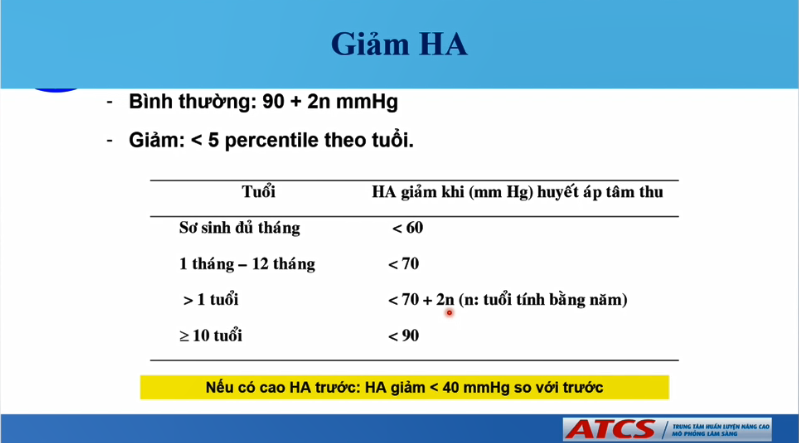 Giảm HA
- Bình thường: 90 + 2n mmHg
- Giảm: < 5 percentile theo tuổi.
Tuổi HA giảm khi (mm Hg) huyết áp tâm thu
Sơ sinh đủ tháng < 60
1 tháng – 12 tháng < 70
> 1 tuổi < 70 + 2n (n: tuổi tính bằng năm)
≥ 10 tuổi < 90
Nếu có cao HA trước: HA giảm < 40 mmHg so với trước
ATCS TRUNG TÂM HUẤN LUYỆN NÂNG CAO
MÔ PHỎNG LÂM SÀNG